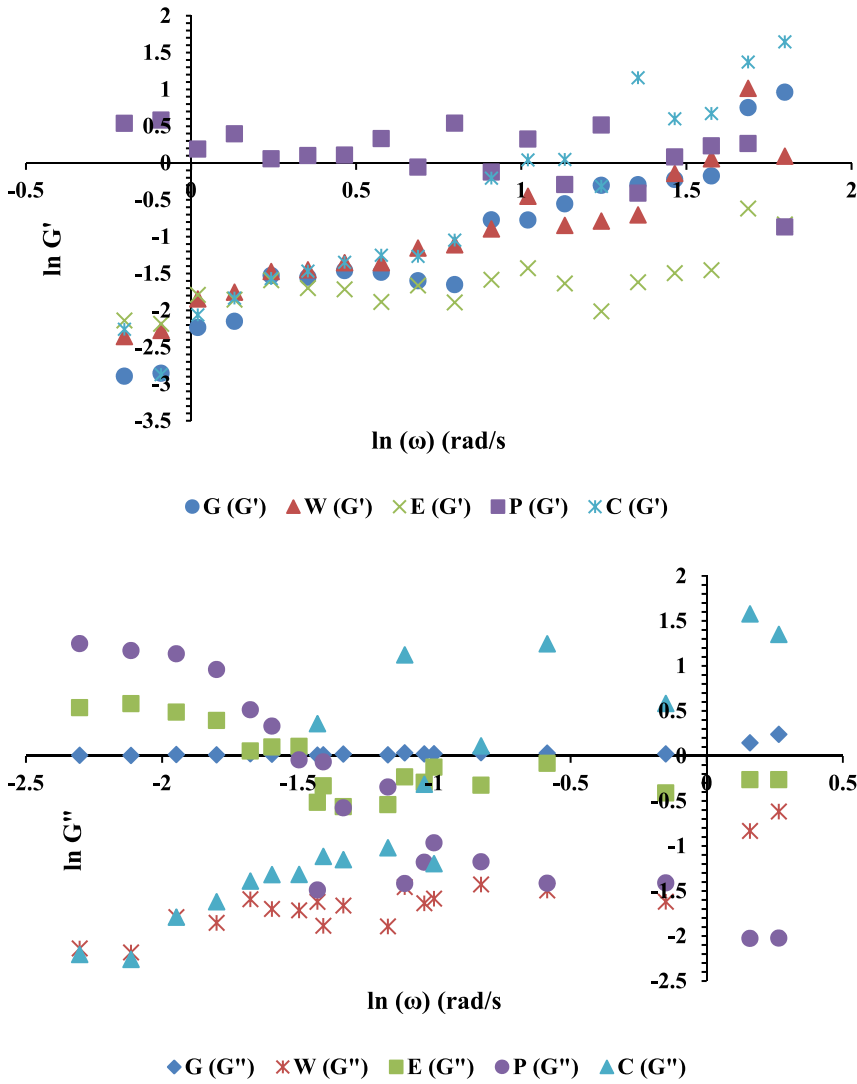 2
1.5
1
0.5
0
-0.5
-1
-1.5
-2
-2.5
-3
-3.5
-0.5 0 0.5 1 1.5 2
ln G'
ln (ω) (rad/s
G (G') W (G') E (G') P (G') C (G')
2
1.5
1
0.5
0
-0.5
-1
-1.5
-2
-2.5
-2.5 -2 -1.5 -1 -0.5 0 0.5
ln G"
ln (ω) (rad/s
G (G") W (G") E (G") P (G") C (G")